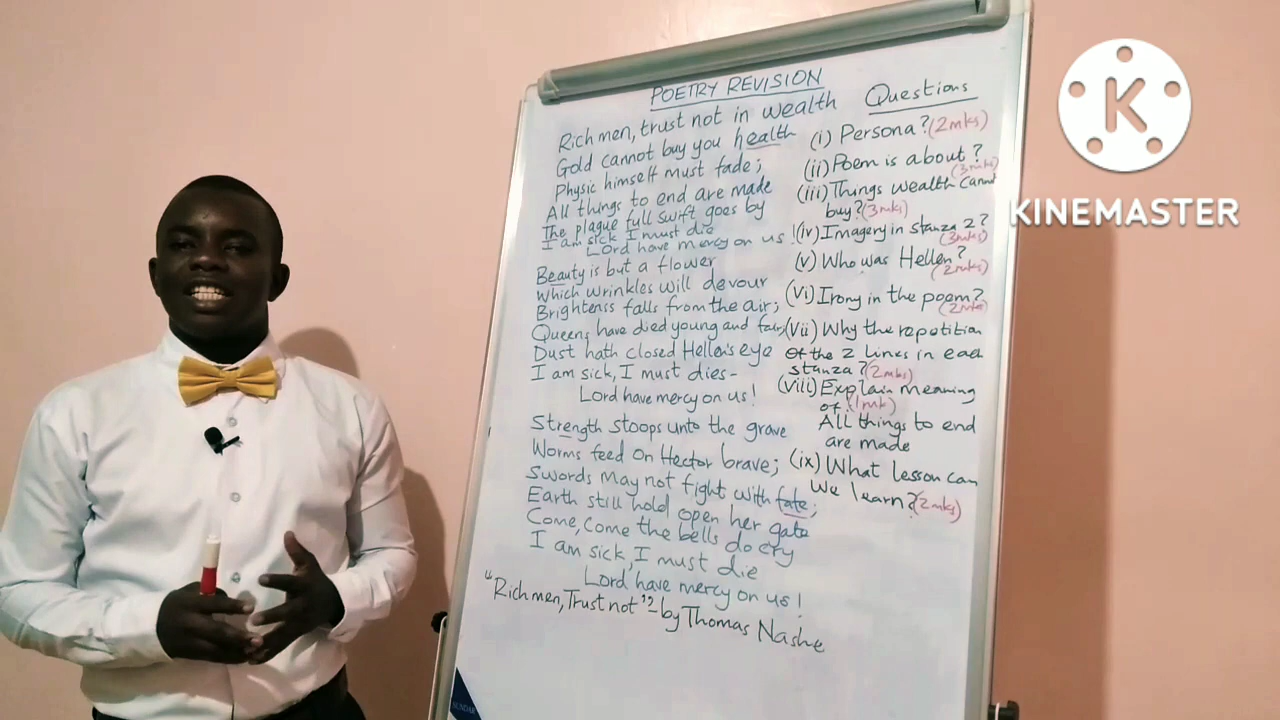 POETRY REVISION
Rich men, trust not in wealth
Gold cannot buy you health
Physic himself must fade;
All things to end are made
The plague full swift goes by
I am sick I must die
Lord have mercy on us!
Beauty is but a flower
Which wrinkles will devour
Brightenss falls from the air;
Queens have died young and fair,
Dust hath closed Hellen's eye
I am sick, I must dies-
Lord have mercy on us!
Strength stoops unto the grave
Worms feed on Hector brave;
Swords may not fight with fate;
Earth still hold open her gate
Come, come the bells do cry
I am sick, I must die
Lord have mercy on us!
"Rich men, Trust not"- by Thomas Nashe
Questions
(i) Persona? (2mks)
(ii) Poem is about?
(3mks)
(iii) Things wealth cannot
buy? (3mks)
(iv) Imagery in stanza 2?
(3mks)
(v) Who was Hellen?
(2mks)
(Vi) Irony in the poem?
(2mks)
(Vii) Why the repetition
Of the 2 Lines in each
stanza? (2mks)
(Viii) Explain meaning
of: (1mk)
All things to end
are made
(ix) What lesson can
We learn? (2mks)
K
KINEMASTER
SUNDAR